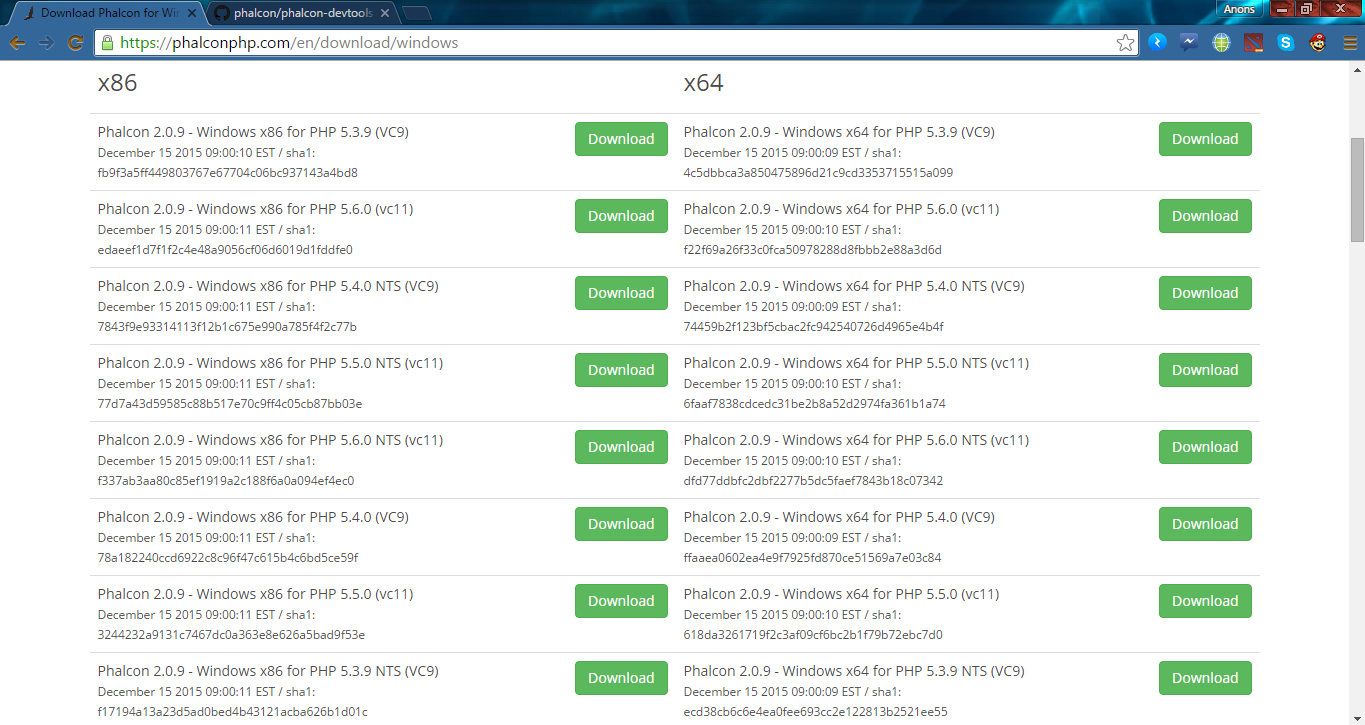 Download Phalcon for Wir
phalcon/phalcon-devtools
Anons
https://phalconphp.com/en/download/windows
x86
x64
Phalcon 2.0.9 - Windows x86 for PHP 5.3.9 (VC9)
December 15 2015 09:00:10 EST / sha1:
fb9f3a5ff449803767e67704c06bc937143a4bd8
Download
Phalcon 2.0.9 - Windows x64 for PHP 5.3.9 (VC9)
December 15 2015 09:00:09 EST / sha1:
4c5dbbca3a850475896d21c9cd3353715515a099
Download
Phalcon 2.0.9 - Windows x86 for PHP 5.6.0 (vc11)
December 15 2015 09:00:11 EST / sha1:
edaeef1d7f1f2c4e48a9056cf06d6019d1fddfe0
Download
Phalcon 2.0.9 - Windows x64 for PHP 5.6.0 (vc11)
December 15 2015 09:00:10 EST / sha1:
f22f69a26f33c0fca50978288d8fbbb2e88a3d6d
Download
Phalcon 2.0.9 - Windows x86 for PHP 5.4.0 NTS (VC9)
December 15 2015 09:00:11 EST / sha1:
7843f9e93314113f12b1c675e990a785f4f2c77b
Download
Phalcon 2.0.9 - Windows x64 for PHP 5.4.0 NTS (VC9)
December 15 2015 09:00:09 EST / sha1:
74459b2f123bf5cbac2fc942540726d4965e4b4f
Download
Phalcon 2.0.9 - Windows x86 for PHP 5.5.0 NTS (vc11)
December 15 2015 09:00:11 EST / sha1:
77d7a43d59585c88b517e70c9ff4c05cb87bb03e
Download
Phalcon 2.0.9 - Windows x64 for PHP 5.5.0 NTS (vc11)
December 15 2015 09:00:10 EST / sha1:
6faaf7838cdcedc31be2b8a52d2974fa361b1a74
Download
Phalcon 2.0.9 - Windows x86 for PHP 5.6.0 NTS (vc11)
December 15 2015 09:00:11 EST / sha1:
f337ab3aa80c85ef1919a2c188f6a0a094ef4ec0
Download
Phalcon 2.0.9 - Windows x64 for PHP 5.6.0 NTS (vc11)
December 15 2015 09:00:10 EST / sha1:
dfd77ddbfc2dbf2277b5dc5faef7843b18c07342
Download
Phalcon 2.0.9 - Windows x86 for PHP 5.4.0 (VC9)
December 15 2015 09:00:11 EST / sha1:
78a182240ccd6922c8c96f47c615b4c6bd5ce59f
Download
Phalcon 2.0.9 - Windows x64 for PHP 5.4.0 (VC9)
December 15 2015 09:00:09 EST / sha1:
ffaaea0602ea4e9f7925fd870ce51569a7e03c84
Download
Phalcon 2.0.9 - Windows x86 for PHP 5.5.0 (vc11)
December 15 2015 09:00:11 EST / sha1:
3244232a9131c7467dc0a363e8e626a5bad9f53e
Download
Phalcon 2.0.9 - Windows x64 for PHP 5.5.0 (vc11)
December 15 2015 09:00:10 EST / sha1:
618da3261719f2c3af09cf6bc2b1f79b72ebc7d0
Download
Phalcon 2.0.9 - Windows x86 for PHP 5.3.9 NTS (VC9)
December 15 2015 09:00:11 EST / sha1:
f17194a13a23d5ad0bed4b43121acba626b1d01c
Download
Phalcon 2.0.9 - Windows x64 for PHP 5.3.9 NTS (VC9)
December 15 2015 09:00:09 EST / sha1:
ecd38cb6c6e4ea0fee693cc2e122813b2521ee55
Download